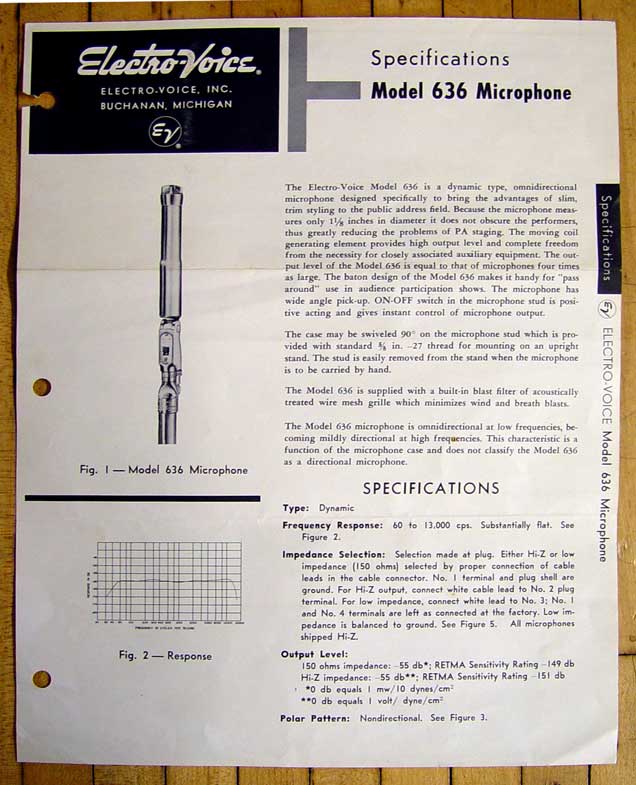 Electro-Voice®
ELECTRO-VOICE, INC.
BUCHANAN, MICHIGAN
EV®
Specifications
Model 636 Microphone
The Electro-Voice Model 636 is a dynamic type, omnidirectional
microphone designed specifically to bring the advantages of slim,
trim styling to the public address field. Because the microphone meas-
ures only 1⅛ inches in diameter it does not obscure the performers,
thus greatly reducing the problems of PA staging. The moving coil
generating element provides high output level and complete freedom
from the necessity for closely associated auxiliary equipment. The out-
put level of the Model 636 is equal to that of microphones four times
as large. The baton design of the Model 636 makes it handy for "pass
around" use in audience participation shows. The microphone has
wide angle pick-up. ON-OFF switch in the microphone stud is posi-
tive acting and gives instant control of microphone output.
The case may be swiveled 90° on the microphone stud which is pro-
vided with standard ⅝ in. -27 thread for mounting on an upright
stand. The stud is easily removed from the stand when the microphone
is to be carried by hand.
The Model 636 is supplied with a built-in blast filter of acoustically
treated wire mesh grille which minimizes wind and breath blasts.
The Model 636 microphone is omnidirectional at low frequencies, be-
coming mildly directional at high frequencies. This characteristic is a
function of the microphone case and does not classify the Model 636
as a directional microphone.
Fig. 1 — Model 636 Microphone
FREQUENCY IN CYCLES PER SECOND
Fig. 2 — Response
SPECIFICATIONS
Type: Dynamic
Frequency Response: 60 to 13,000 cps. Substantially flat. See
Figure 2.
Impedance Selection: Selection made at plug. Either Hi-Z or low
impedance (150 ohms) selected by proper connection of cable
leads in the cable connector. No. 1 terminal and plug shell are
ground. For Hi-Z output, connect white cable lead to No. 2 plug
terminal. For low impedance, connect white lead to No. 3; No. 1
and No. 4 terminals are left as connected at the factory. Low im-
pedance is balanced to ground. See Figure 5. All microphones
shipped Hi-Z.
Output Level:
150 ohms impedance: -55 db*; RETMA Sensitivity Rating -149 db
Hi-Z impedance: -55 db**; RETMA Sensitivity Rating -151 db
*0 db equals 1 mw/10 dynes/cm²
**0 db equals 1 volt/ dyne/cm²
Polar Pattern: Nondirectional. See Figure 3.
Specifications
EV ELECTRO-VOICE Model 636 Microphone